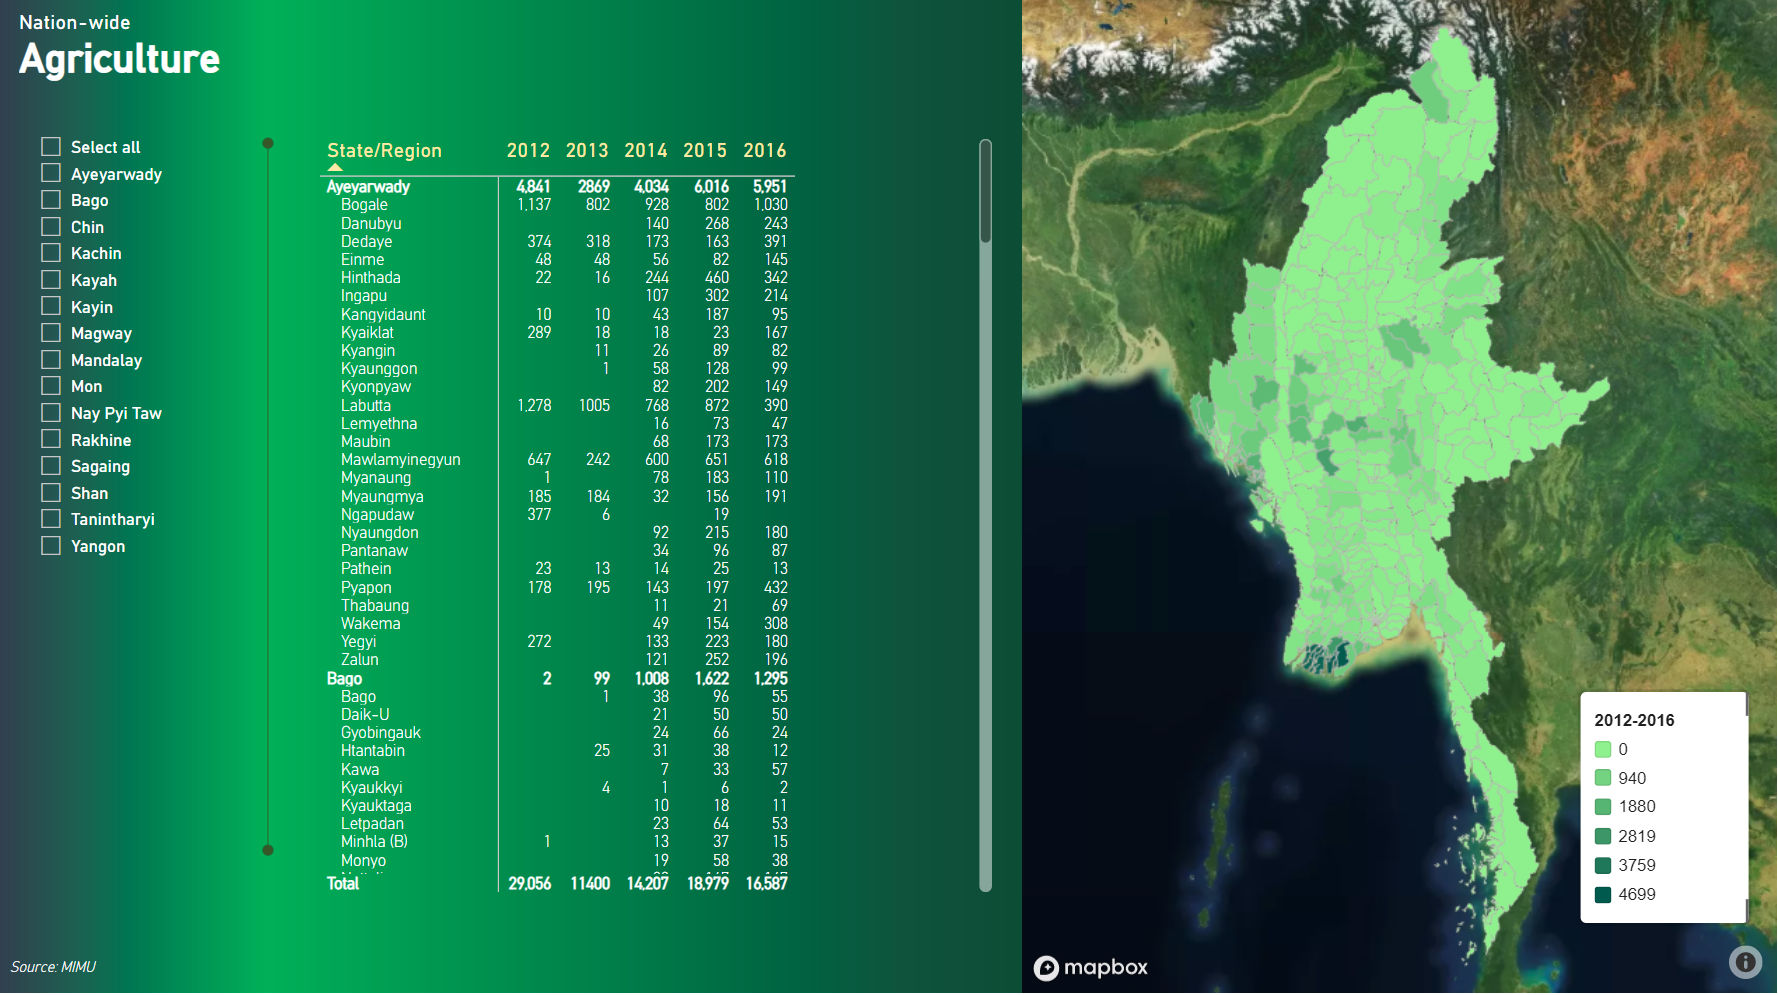 Nation-wide
Agriculture
Select all
Ayeyarwady
Bago
Chin
Kachin
Kayah
Kayin
Magway
Mandalay
Mon
Nay Pyi Taw
Rakhine
Sagaing
Shan
Tanintharyi
Yangon
State/Region 2012 2013 2014 2015 2016
Ayeyarwady 4,841 2869 4,034 6,016 5,951
Bogale 1,137 802 928 802 1,030
Danubyu 140 268 243
Dedaye 374 318 173 163 391
Einme 48 48 56 82 145
Hinthada 22 16 244 460 342
Ingapu 107 302 214
Kangyidaunt 10 10 43 187 95
Kyaiklat 289 18 18 23 167
Kyangin 11 26 89 82
Kyaunggon 1 58 128 99
Kyonpyaw 82 202 149
Labutta 1,278 1005 768 872 390
Lemyethna 16 73 47
Maubin 68 173 173
Mawlamyinegyun 647 242 600 651 618
Myanaung 1 78 183 110
Myaungmya 185 184 32 156 191
Ngapudaw 377 6 19
Nyaungdon 92 215 180
Pantanaw 34 96 87
Pathein 23 13 14 25 13
Pyapon 178 195 143 197 432
Thabaung 11 21 69
Wakema 49 154 308
Yegyi 272 133 223 180
Zalun 121 252 196
Bago 2 99 1,008 1,622 1,295
Bago 1 38 96 55
Daik-U 21 50 50
Gyobingauk 24 66 24
Htantabin 25 31 38 12
Kawa 7 33 57
Kyaukkyi 4 1 6 2
Kyauktaga 10 18 11
Letpadan 23 64 53
Minhla (B) 1 13 37 15
Monyo 19 58 38
Total 29,056 11400 14,207 18,979 16,587
Source: MIMU
2012-2016
0
940
1880
2819
3759
4699
mapbox